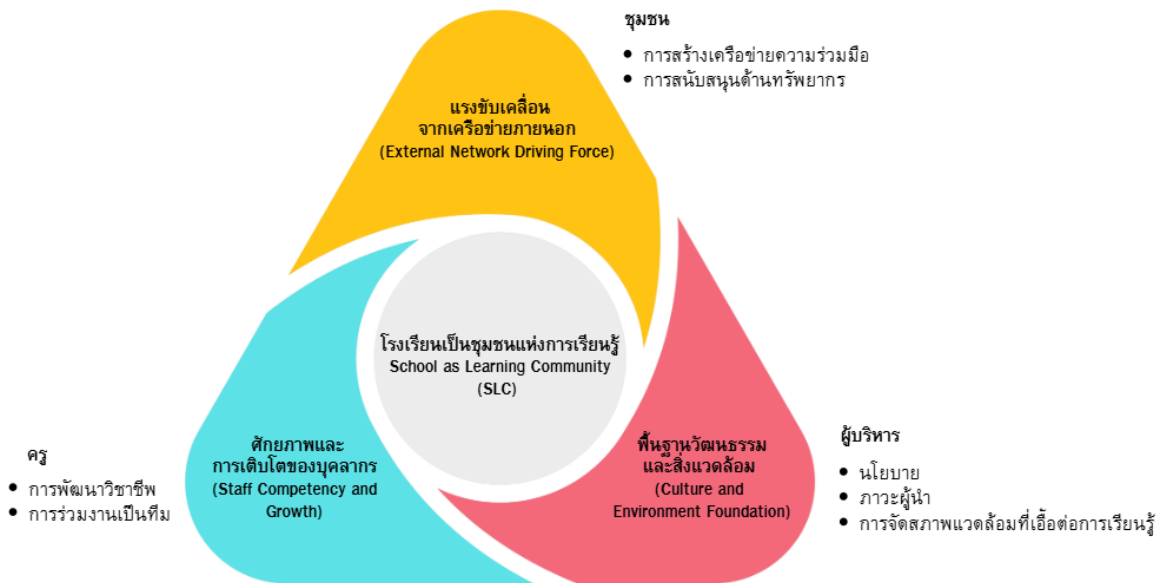 ชุมชน
• การสร้างเครือข่ายความร่วมมือ
• การสนับสนุนด้านทรัพยากร
แรงขับเคลื่อน
จากเครือข่ายภายนอก
(External Network Driving Force)
โรงเรียนเป็นชุมชนแห่งการเรียนรู้
School as Learning Community
(SLC)
ครู
• การพัฒนาวิชาชีพ
• การร่วมงานเป็นทีม
ศักยภาพและ
การเติบโตของบุคลากร
(Staff Competency and
Growth)
พื้นฐานวัฒนธรรม
และสิ่งแวดล้อม
(Culture and
Environment Foundation)
ผู้บริหาร
• นโยบาย
• ภาวะผู้นำ
• การจัดสภาพแวดล้อมที่เอื้อต่อการเรียนรู้